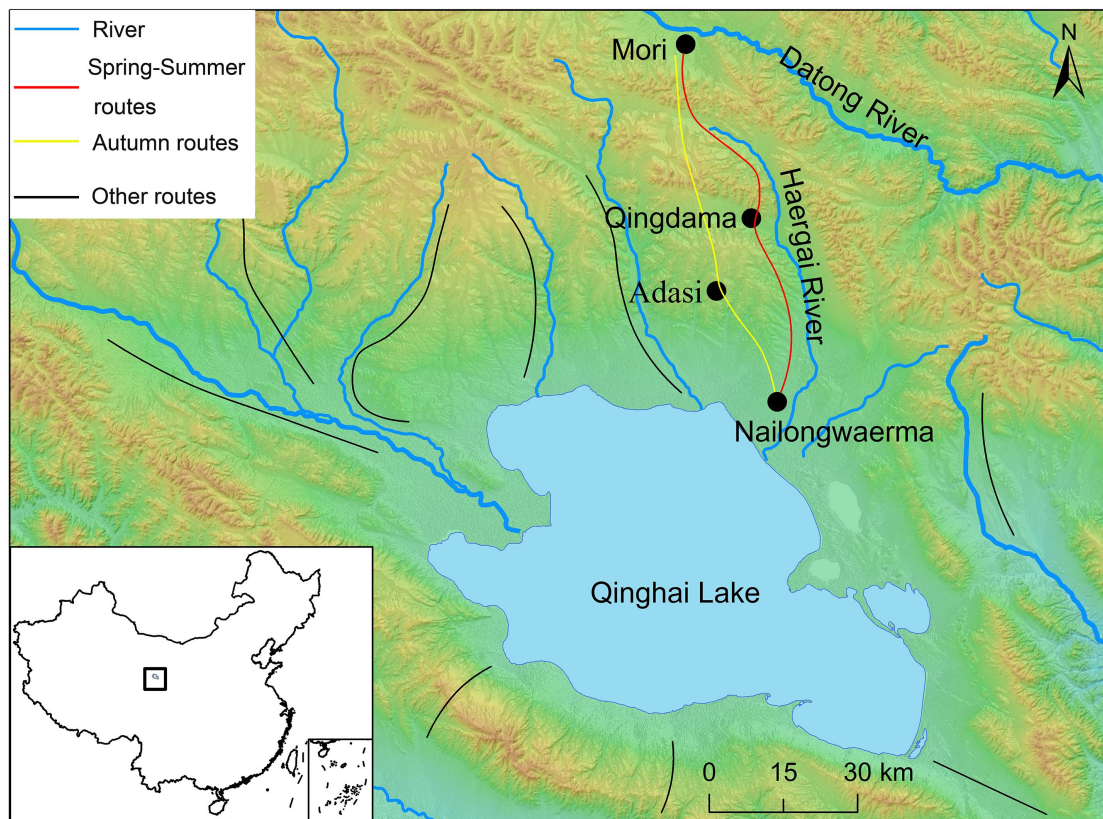 River
Spring-Summer
routes
Autumn routes
Other routes
N
Mori
Datong River
Haergai River
Qingdama
Adasi
Nailongwaerma
Qinghai Lake
0 15 30 km